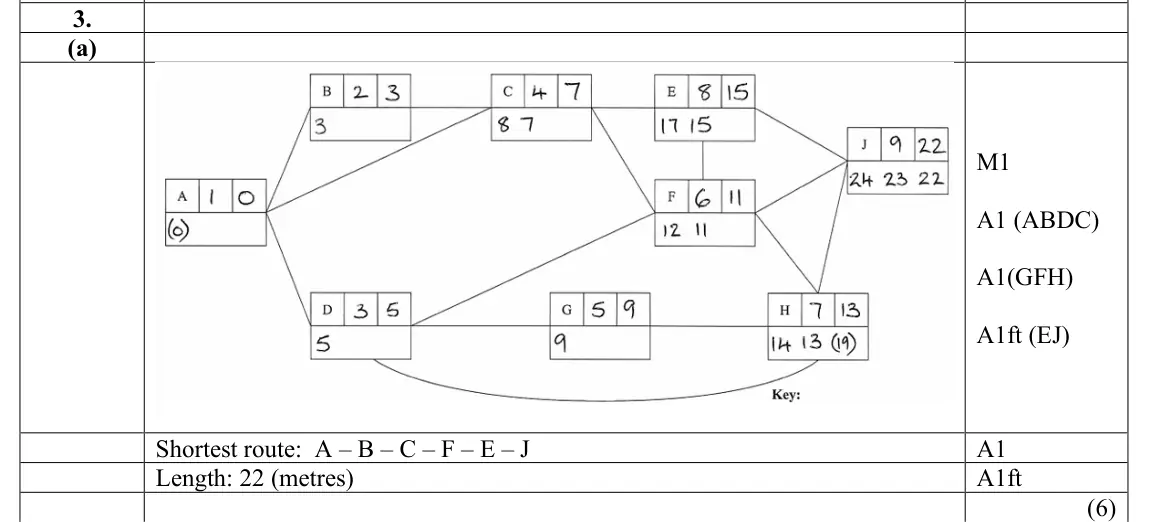 3.
(a)
B 2 3
3
C 4 7
8 7
E 8 15
17 15
J 9 22
24 23 22
A 1 0
(0)
F 6 11
12 11
D 3 5
5
G 5 9
9
H 7 13
14 13 (19)
Key:
M1
A1 (ABDC)
A1(GFH)
A1ft (EJ)
Shortest route: A – B – C – F – E – J A1
Length: 22 (metres) A1ft
(6)